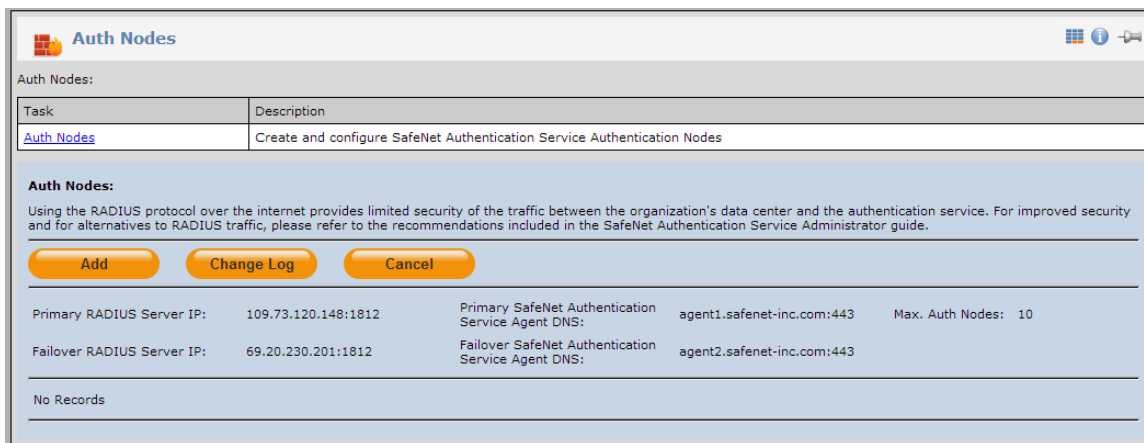 Auth Nodes
Auth Nodes:
Task Description
Auth Nodes Create and configure SafeNet Authentication Service Authentication Nodes
Auth Nodes:
Using the RADIUS protocol over the internet provides limited security of the traffic between the organization's data center and the authentication service. For improved security
and for alternatives to RADIUS traffic, please refer to the recommendations included in the SafeNet Authentication Service Administrator guide.
Add Change Log Cancel
Primary RADIUS Server IP: 109.73.120.148:1812 Primary SafeNet Authentication Service Agent DNS: agent1.safenet-inc.com:443 Max. Auth Nodes: 10
Failover RADIUS Server IP: 69.20.230.201:1812 Failover SafeNet Authentication Service Agent DNS: agent2.safenet-inc.com:443
No Records